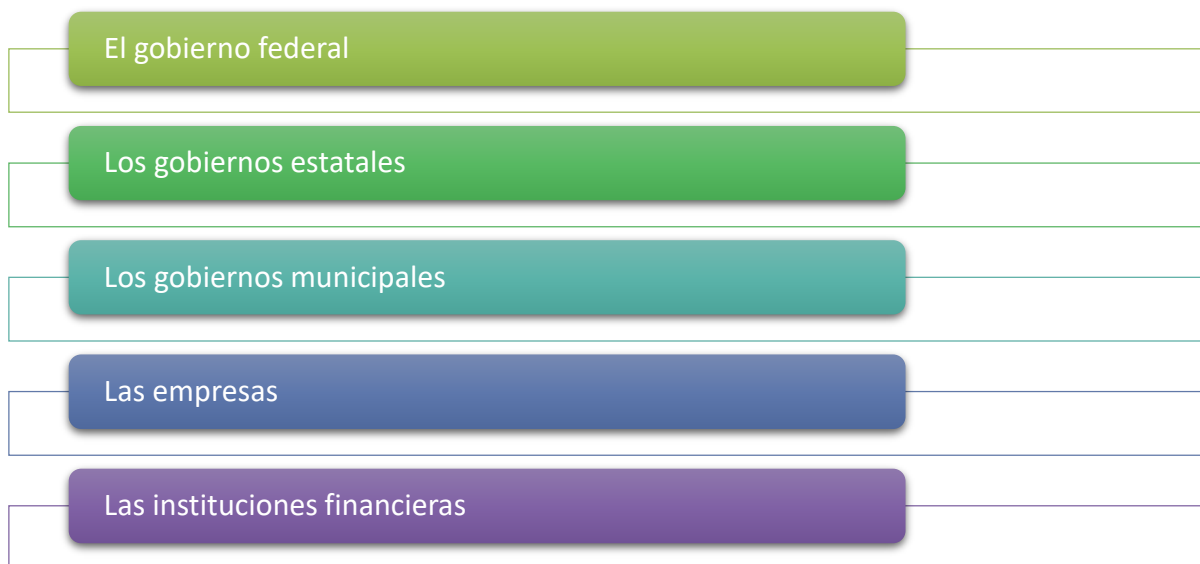 El gobierno federal
Los gobiernos estatales
Los gobiernos municipales
Las empresas
Las instituciones financieras